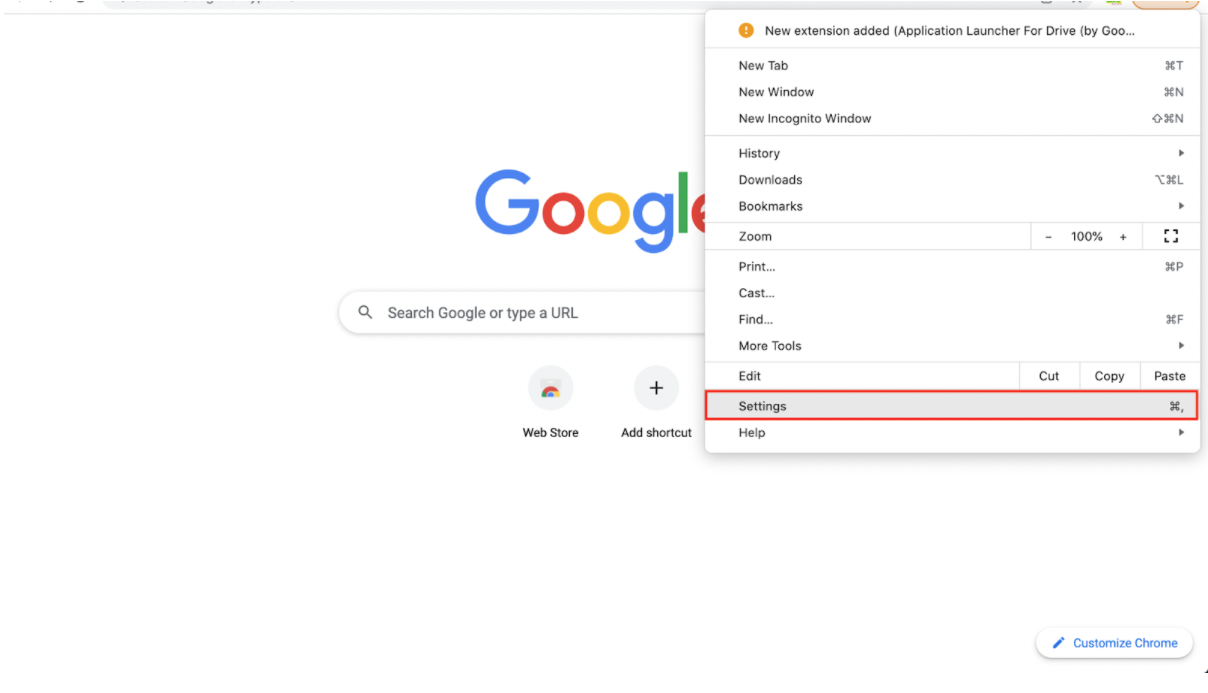 New extension added (Application Launcher For Drive (by Goo...
New Tab ⌘T
New Window ⌘N
New Incognito Window ⇧⌘N
History
Downloads ⌥⌘L
Bookmarks
Zoom - 100% +
Print... ⌘P
Cast...
Find... ⌘F
More Tools
Edit Cut Copy Paste
Settings ⌘,
Help
Google
Search Google or type a URL
Web Store Add shortcut
Customize Chrome